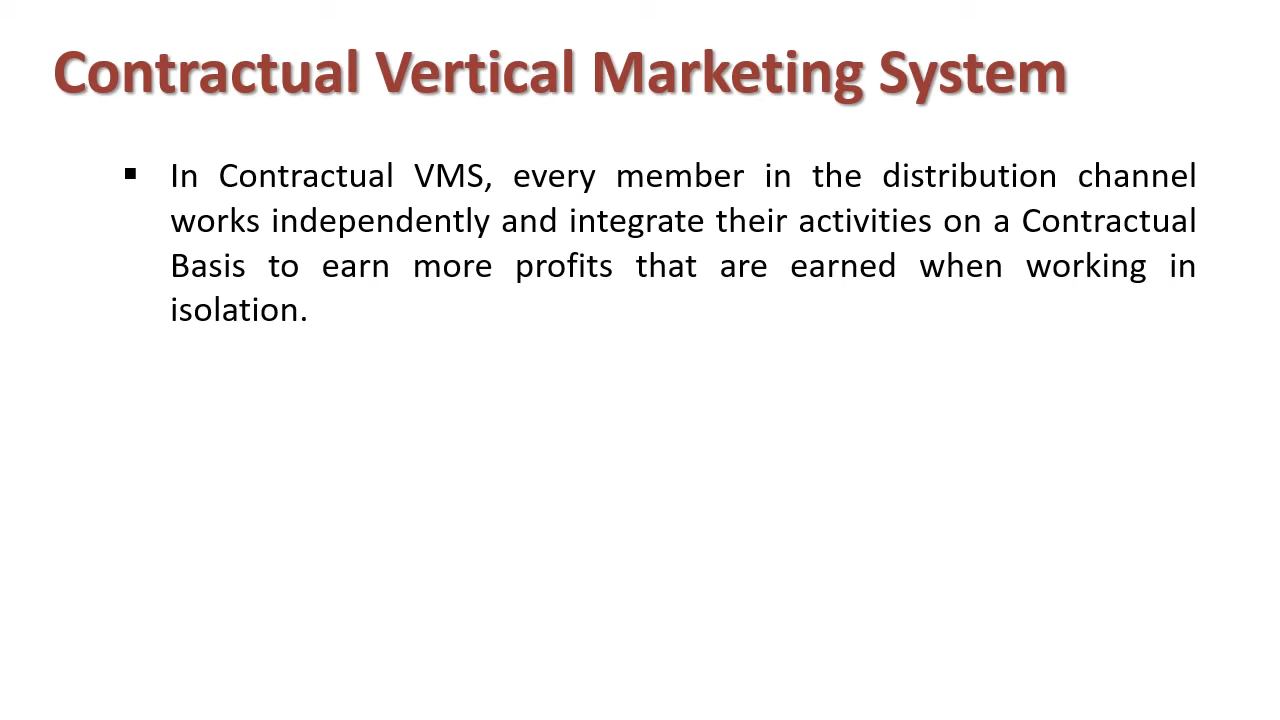 Contractual Vertical Marketing System
▪ In Contractual VMS, every member in the distribution channel
works independently and integrate their activities on a Contractual
Basis to earn more profits that are earned when working in
isolation.